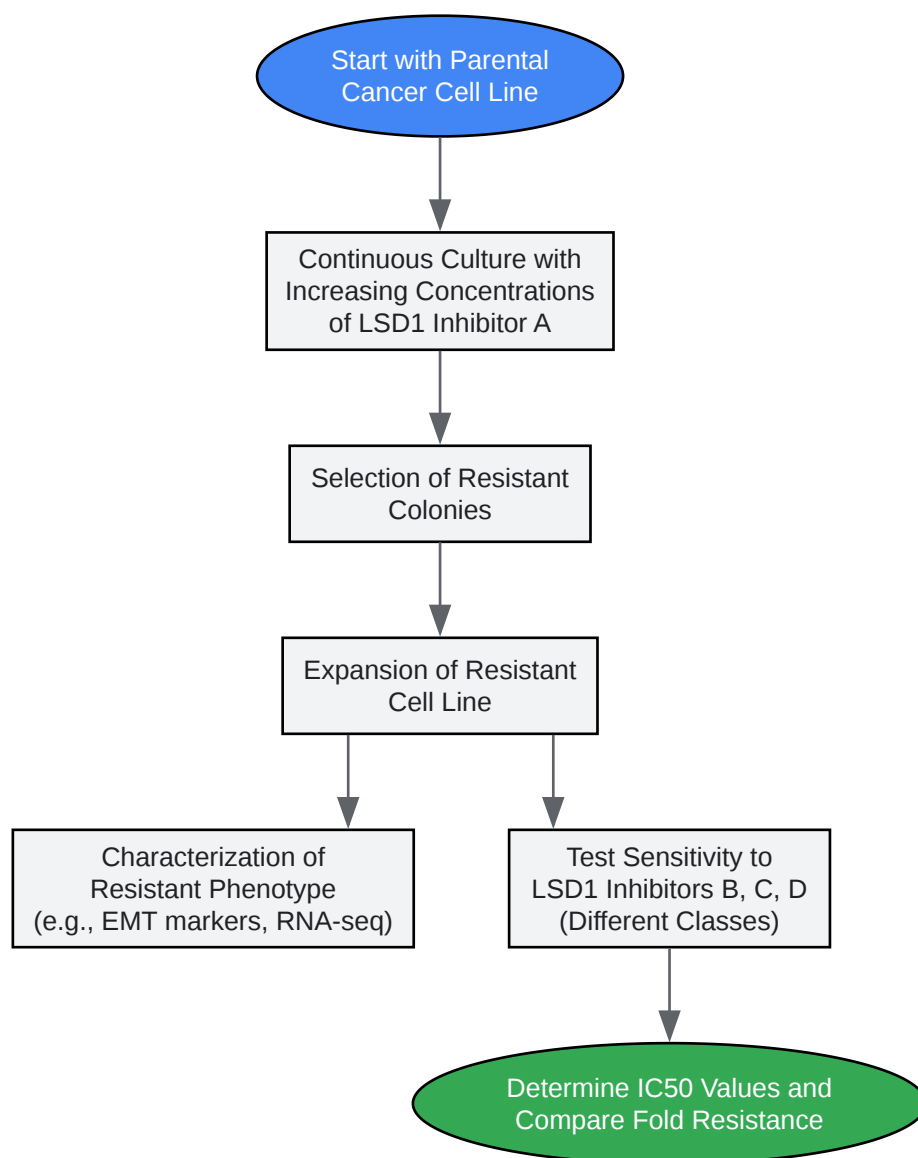 Start with Parental
Cancer Cell Line
Continuous Culture with
Increasing Concentrations
of LSD1 Inhibitor A
Selection of Resistant
Colonies
Expansion of Resistant
Cell Line
Characterization of
Resistant Phenotype
(e.g., EMT markers, RNA-seq)
Test Sensitivity to
LSD1 Inhibitors B, C, D
(Different Classes)
Determine IC50 Values and
Compare Fold Resistance